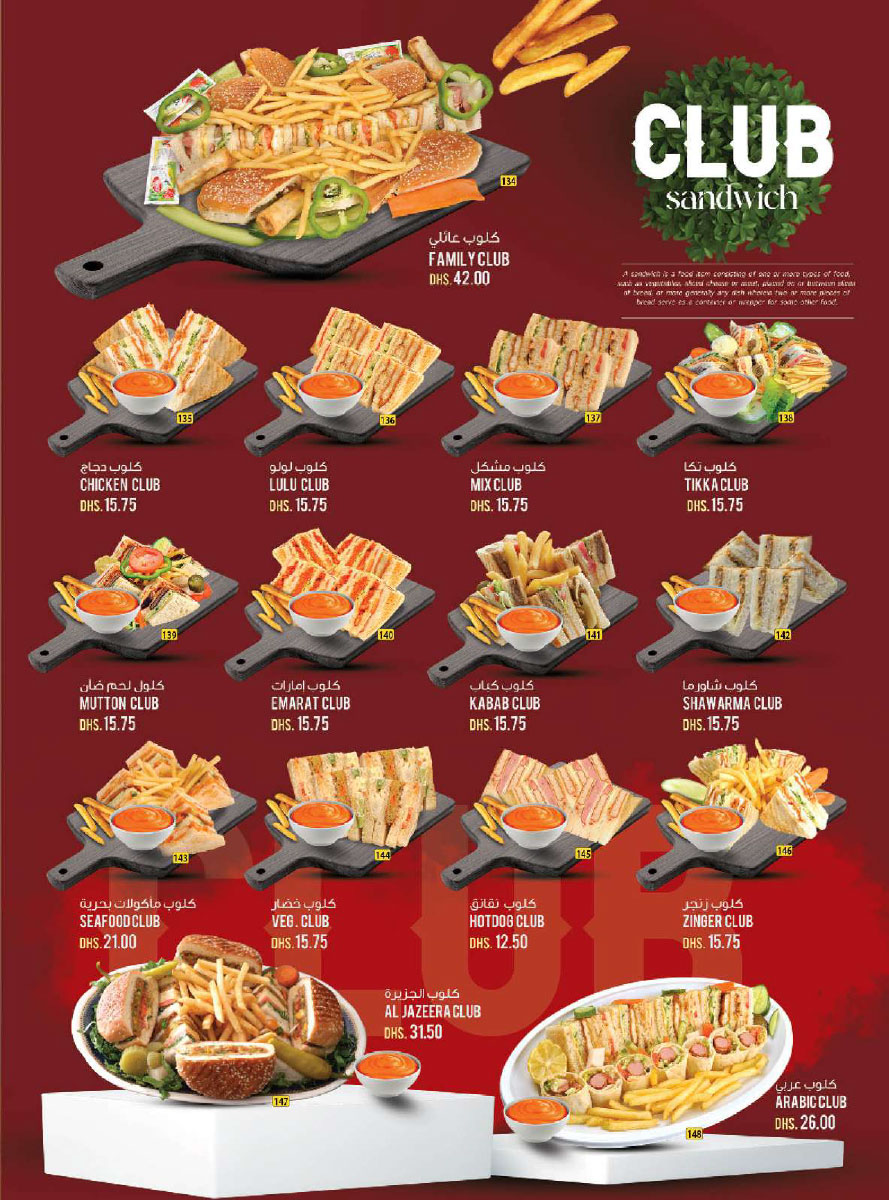 CLUB
sandwich
A sandwich is a food item consisting of one or more types of food,
such as vegetables, sliced cheese or meat, placed on or between slices
of bread, or more generally any dish wherein two or more pieces of
bread serve as a container or wrapper for some other food.
134
كلوب عائلي
FAMILY CLUB
DHS. 42.00
135
كلوب دجاج
CHICKEN CLUB
DHS. 15.75
136
كلوب لولو
LULU CLUB
DHS. 15.75
137
كلوب مشكل
MIX CLUB
DHS. 15.75
138
كلوب تكا
TIKKA CLUB
DHS. 15.75
139
كلول لحم ضأن
MUTTON CLUB
DHS. 15.75
140
كلوب إمارات
EMARAT CLUB
DHS. 15.75
141
كلوب كباب
KABAB CLUB
DHS. 15.75
142
كلوب شاورما
SHAWARMA CLUB
DHS. 15.75
143
كلوب مأكولات بحرية
SEAFOOD CLUB
DHS. 21.00
144
كلوب خضار
VEG. CLUB
DHS. 15.75
145
كلوب نقانق
HOTDOG CLUB
DHS. 12.50
146
كلوب زنجر
ZINGER CLUB
DHS. 15.75
CLUB
147
كلوب الجزيرة
AL JAZEERA CLUB
DHS. 31.50
148
كلوب عربي
ARABIC CLUB
DHS. 26.00